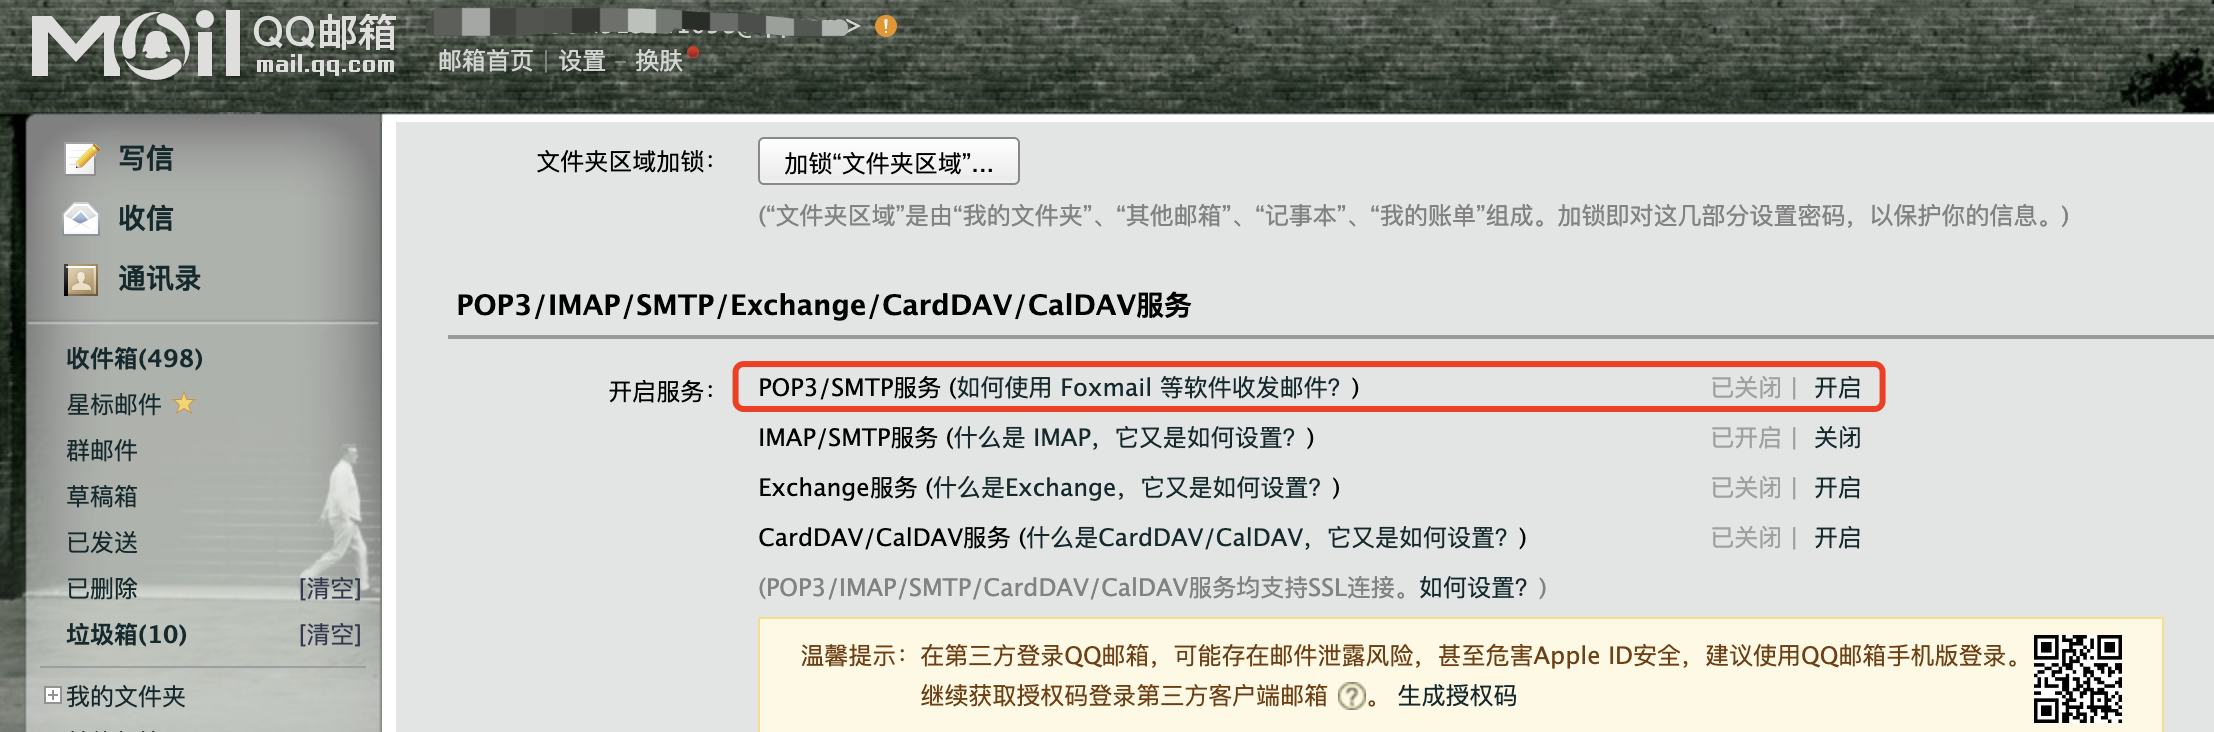 Mail QQ邮箱
mail.qq.com
邮箱首页 | 设置 - 换肤
写信
收信
通讯录
收件箱(498)
星标邮件
群邮件
草稿箱
已发送
已删除 [清空]
垃圾箱(10) [清空]
我的文件夹
文件夹区域加锁： 加锁“文件夹区域”...
(“文件夹区域”是由“我的文件夹”、“其他邮箱”、“记事本”、“我的账单”组成。加锁即对这几部分设置密码，以保护你的信息。)
POP3/IMAP/SMTP/Exchange/CardDAV/CalDAV服务
开启服务： POP3/SMTP服务 (如何使用 Foxmail 等软件收发邮件？) 已关闭 | 开启
IMAP/SMTP服务 (什么是 IMAP，它又是如何设置？) 已开启 | 关闭
Exchange服务 (什么是Exchange，它又是如何设置？) 已关闭 | 开启
CardDAV/CalDAV服务 (什么是CardDAV/CalDAV，它又是如何设置？) 已关闭 | 开启
(POP3/IMAP/SMTP/CardDAV/CalDAV服务均支持SSL连接。如何设置？)
温馨提示：在第三方登录QQ邮箱，可能存在邮件泄露风险，甚至危害Apple ID安全，建议使用QQ邮箱手机版登录。
继续获取授权码登录第三方客户端邮箱 ? 。 生成授权码